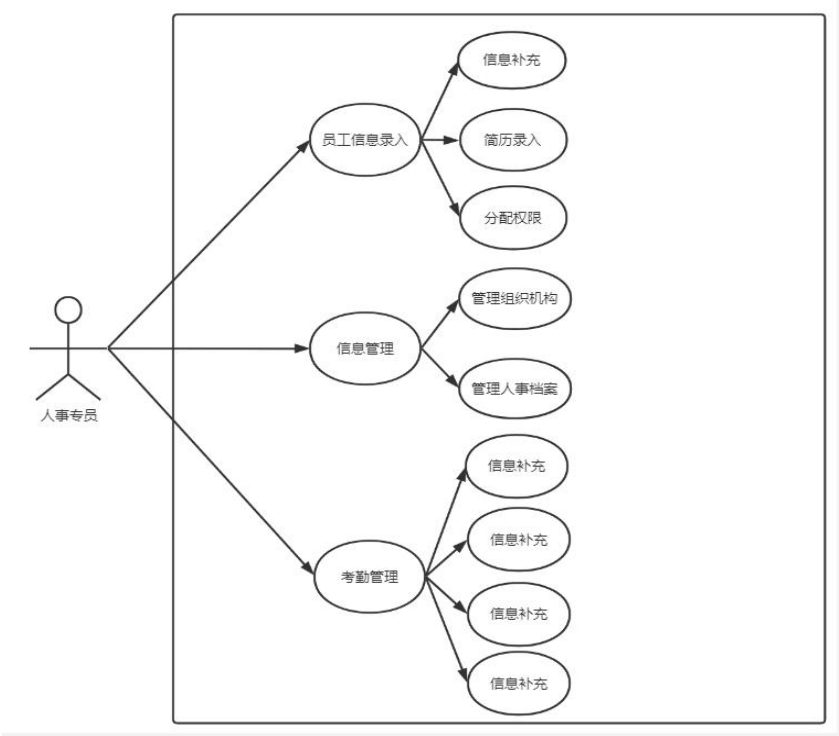 信息补充
员工信息录入
简历录入
分配权限
管理组织机构
信息管理
管理人事档案
人事专员
信息补充
信息补充
考勤管理
信息补充
信息补充